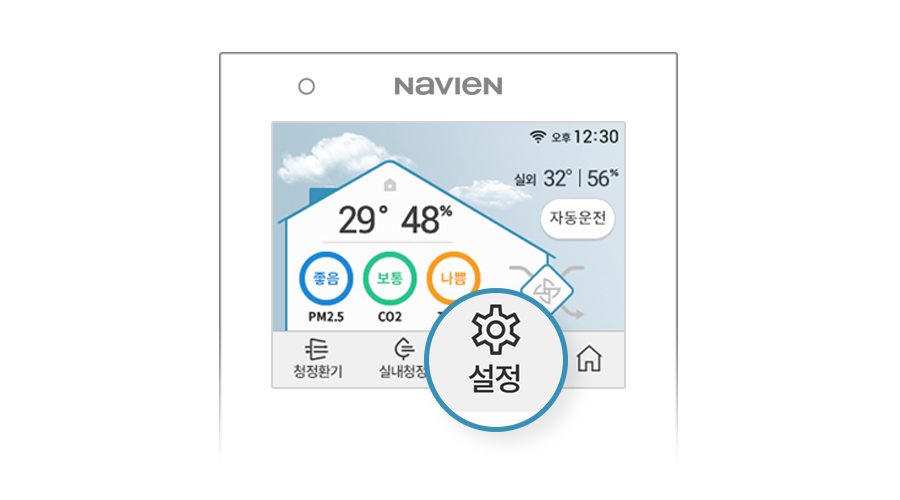 NAVIEN
오후 12:30
실외 32° | 56%
29° 48%
자동운전
좋음 보통 나쁨
PM2.5 CO2
청정환기 실내청정 설정